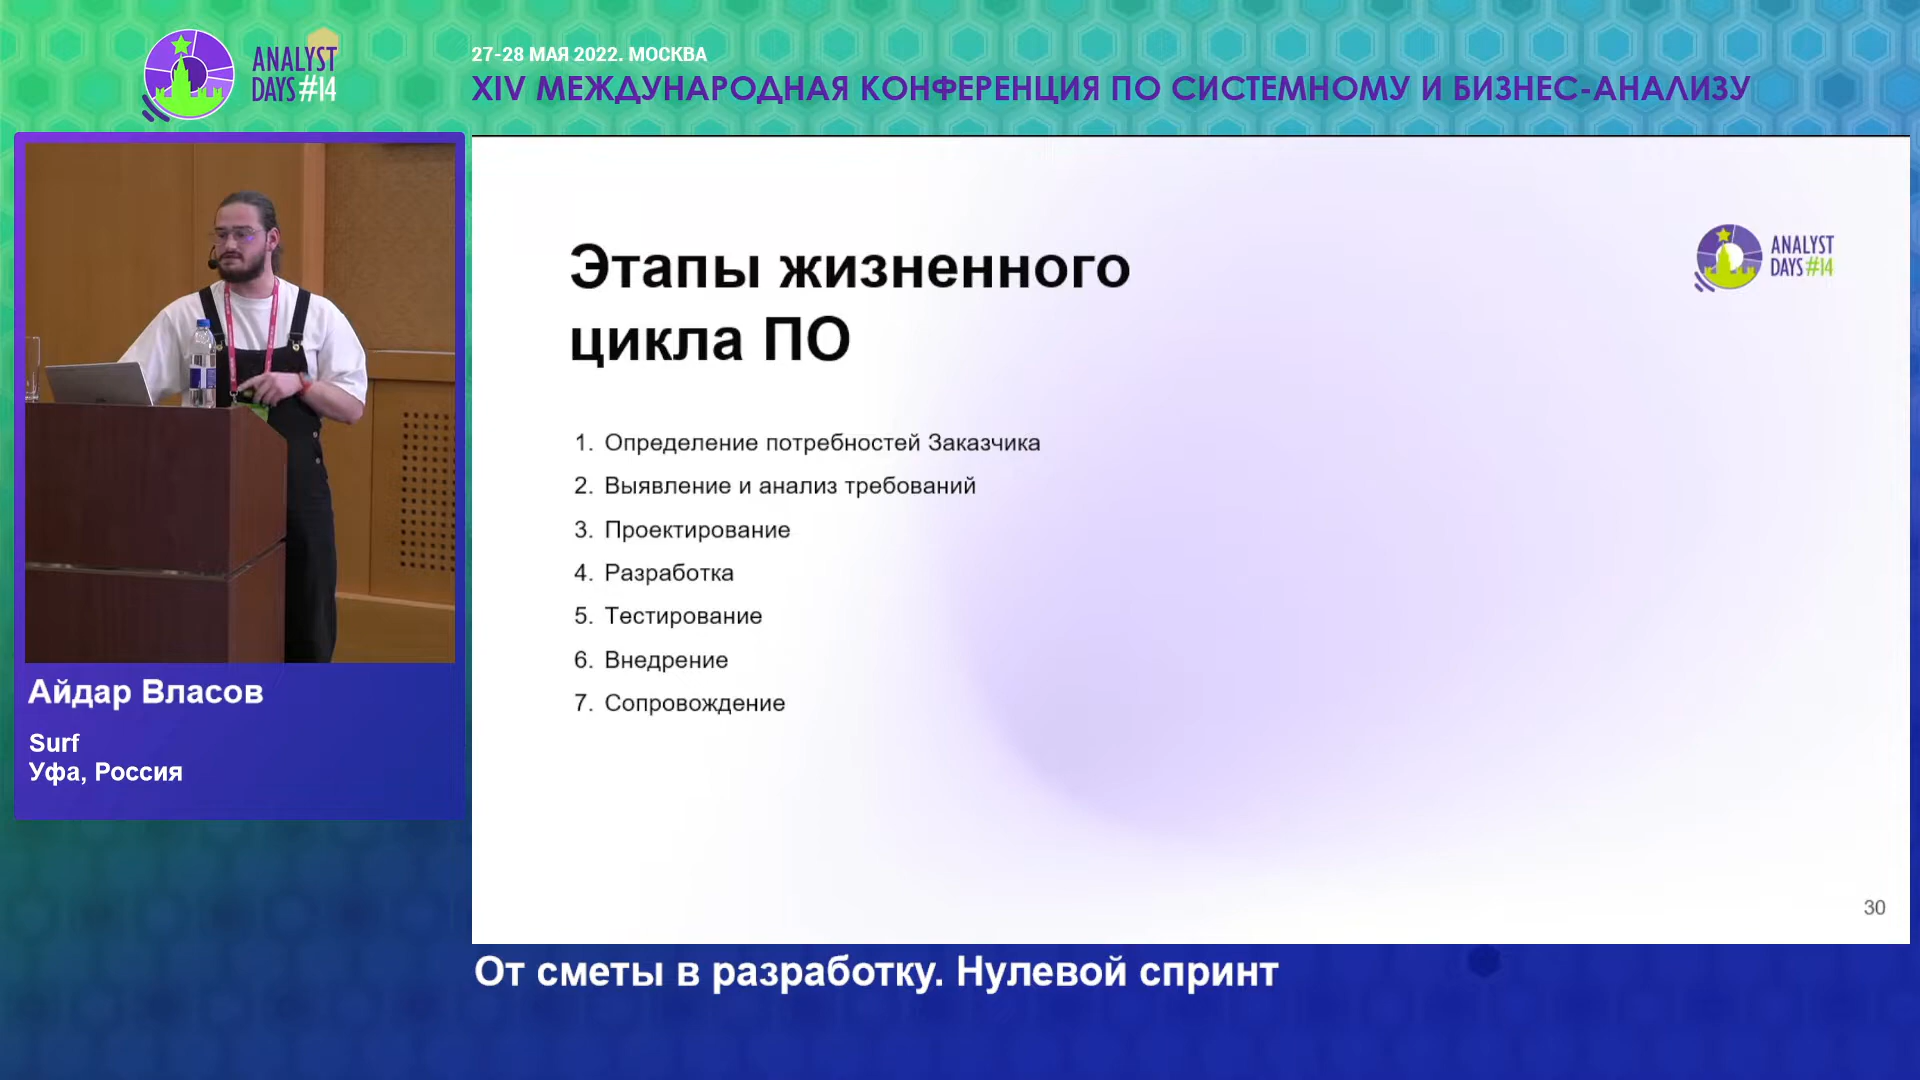 ANALYST
DAYS #14
27-28 МАЯ 2022. МОСКВА
XIV МЕЖДУНАРОДНАЯ КОНФЕРЕНЦИЯ ПО СИСТЕМНОМУ И БИЗНЕС-АНАЛИЗУ
Этапы жизненного
цикла ПО
ANALYST
DAYS #14
1. Определение потребностей Заказчика
2. Выявление и анализ требований
3. Проектирование
4. Разработка
5. Тестирование
6. Внедрение
7. Сопровождение
30
Айдар Власов
Surf
Уфа, Россия
От сметы в разработку. Нулевой спринт